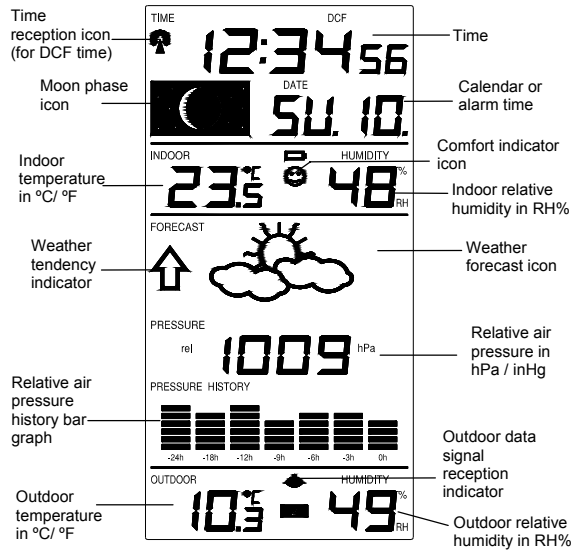 Time
reception icon
(for DCF time)
Moon phase
icon
Indoor
temperature
in ºC/ ºF
Weather
tendency
indicator
Relative air
pressure
history bar
graph
Outdoor
temperature
in ºC/ ºF
TIME DCF
12:34 56
DATE
SU. 10.
INDOOR HUMIDITY
23.5 °C 48 % RH
FORECAST
PRESSURE
rel 1009 hPa
PRESSURE HISTORY
-24h -18h -12h -9h -6h -3h 0h
OUTDOOR HUMIDITY
10.3 °C 49 % RH
Time
Calendar or
alarm time
Comfort indicator
icon
Indoor relative
humidity in RH%
Weather
forecast icon
Relative air
pressure in
hPa / inHg
Outdoor data
signal
reception
indicator
Outdoor relative
humidity in RH%